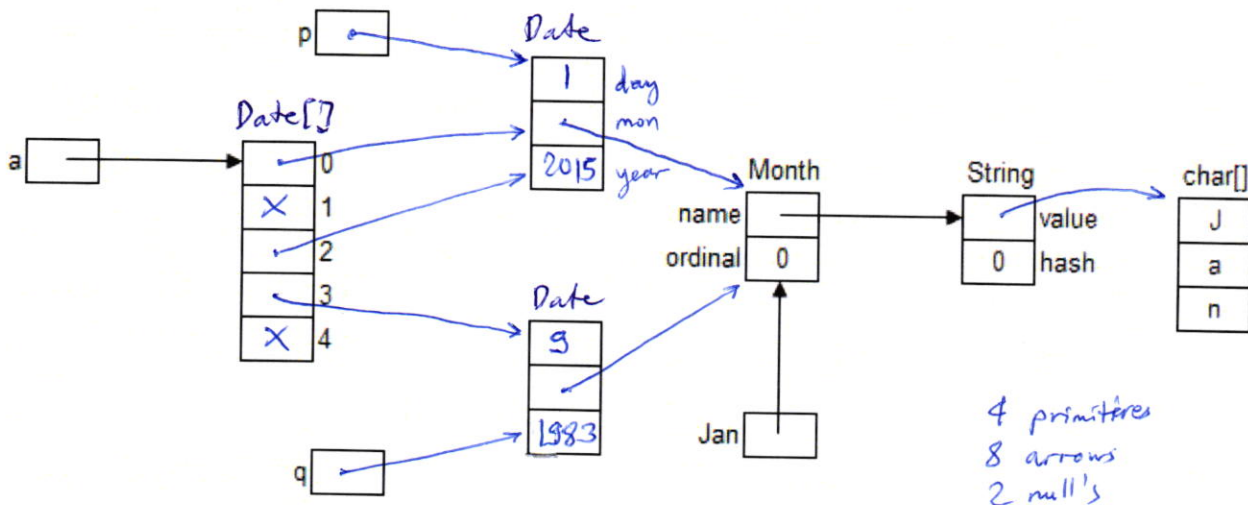 p
Date
1 day
mon
2015 year
Date[]
a
0
X 1
2
3
X 4
Month
name
ordinal 0
String
value
0 hash
char[]
J
a
n
Date
9
1983
q
Jan
4 primitives
8 arrows
2 null's